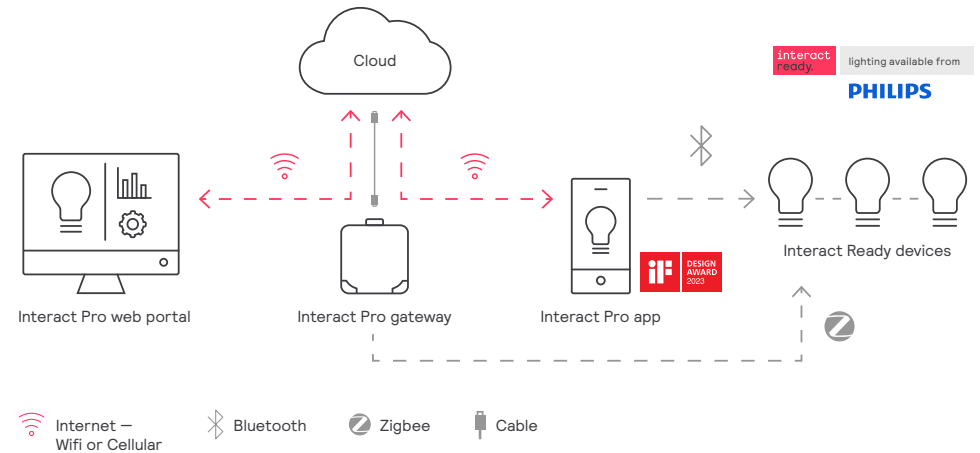 Cloud
interact
ready.
lighting available from
PHILIPS
Interact Ready devices
iF
DESIGN
AWARD
2023
Interact Pro web portal
Interact Pro gateway
Interact Pro app
Internet –
Wifi or Cellular
Bluetooth
Zigbee
Cable